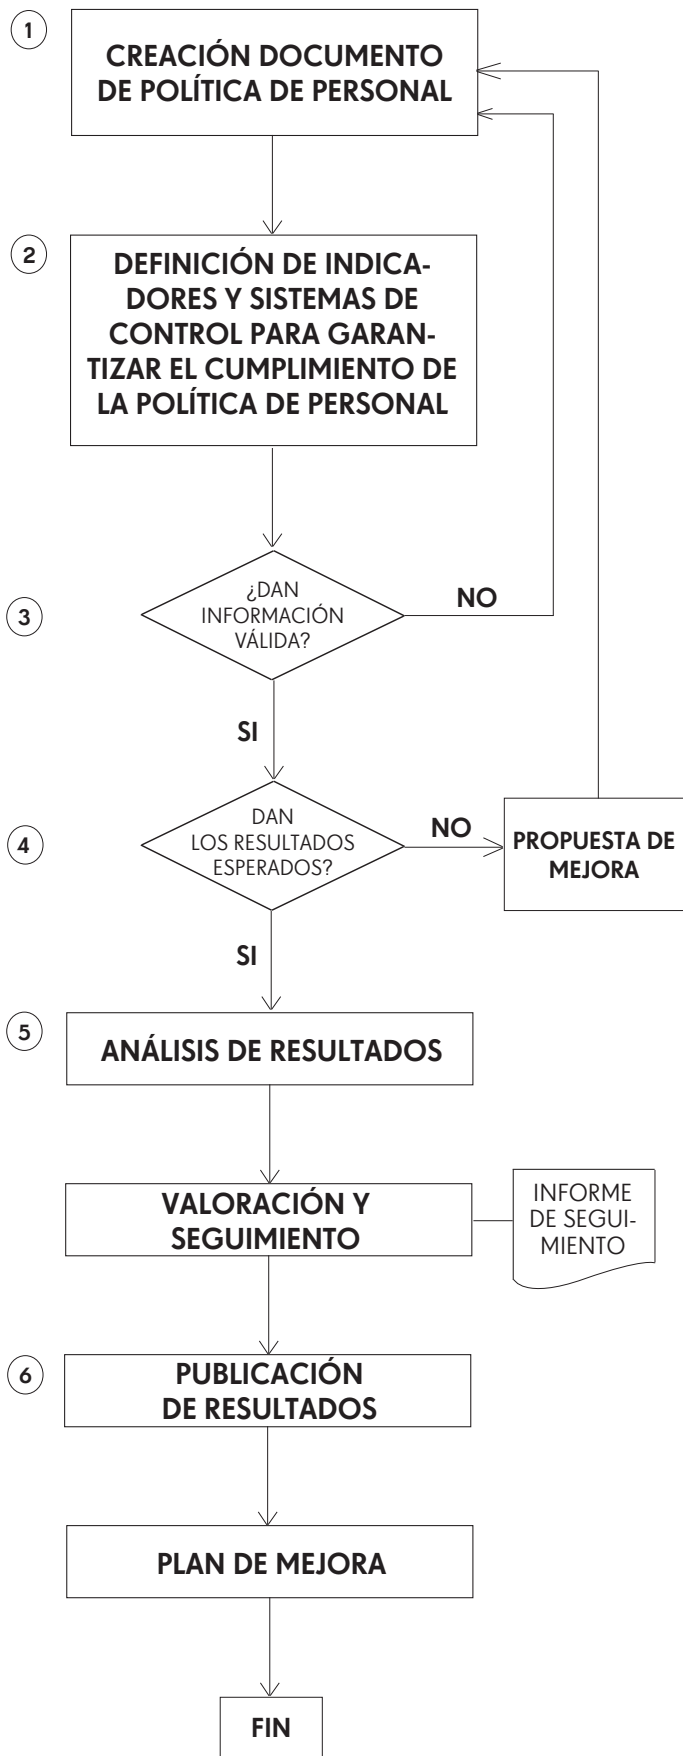 1
CREACIÓN DOCUMENTO
DE POLÍTICA DE PERSONAL
2
DEFINICIÓN DE INDICA-
DORES Y SISTEMAS DE
CONTROL PARA GARAN-
TIZAR EL CUMPLIMIENTO DE
LA POLÍTICA DE PERSONAL
3
¿DAN
INFORMACIÓN
VÁLIDA?
NO
SI
4
DAN
LOS RESULTADOS
ESPERADOS?
NO
PROPUESTA DE
MEJORA
SI
5
ANÁLISIS DE RESULTADOS
VALORACIÓN Y
SEGUIMIENTO
INFORME
DE SEGUI-
MIENTO
6
PUBLICACIÓN
DE RESULTADOS
PLAN DE MEJORA
FIN